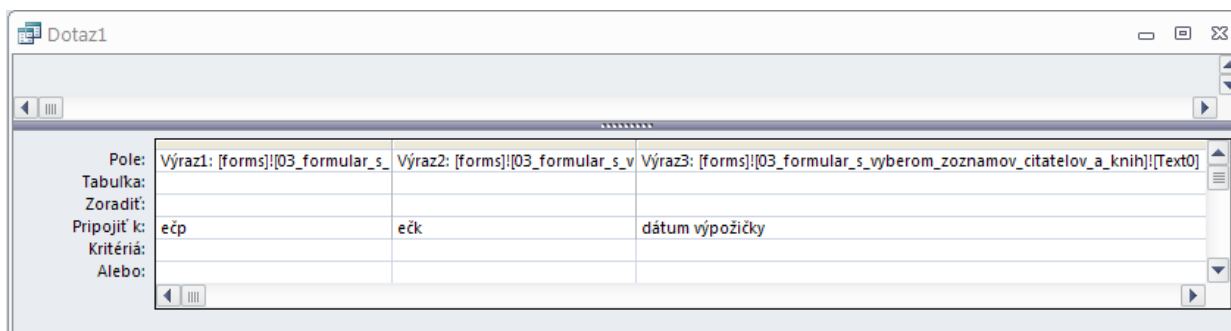 Dotaz1
Pole: Výraz1: [forms]![03_formular_s_ Výraz2: [forms]![03_formular_s_v Výraz3: [forms]![03_formular_s_vyberom_zoznamov_citatelov_a_knih]![Text0]
Tabuľka:
Zoradiť:
Pripojiť k: ečp ečk dátum výpožičky
Kritériá:
Alebo: